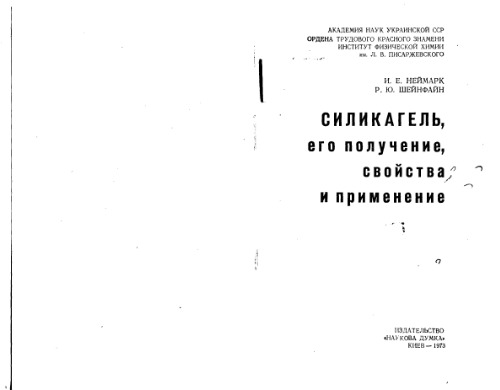 АКАДЕМИЯ НАУК УКРАИНСКОЙ ССР
ОРДЕНА ТРУДОВОГО КРАСНОГО ЗНАМЕНИ
ИНСТИТУТ ФИЗИЧЕСКОЙ ХИМИИ
им. Л. В. ПИСАРЖЕВСКОГО
И. Е. НЕЙМАРК
Р. Ю. ШЕЙНФАЙН
СИЛИКАГЕЛЬ,
его получение,
свойства
и применение
ИЗДАТЕЛЬСТВО
«НАУКОВА ДУМКА»
КИЕВ — 1973